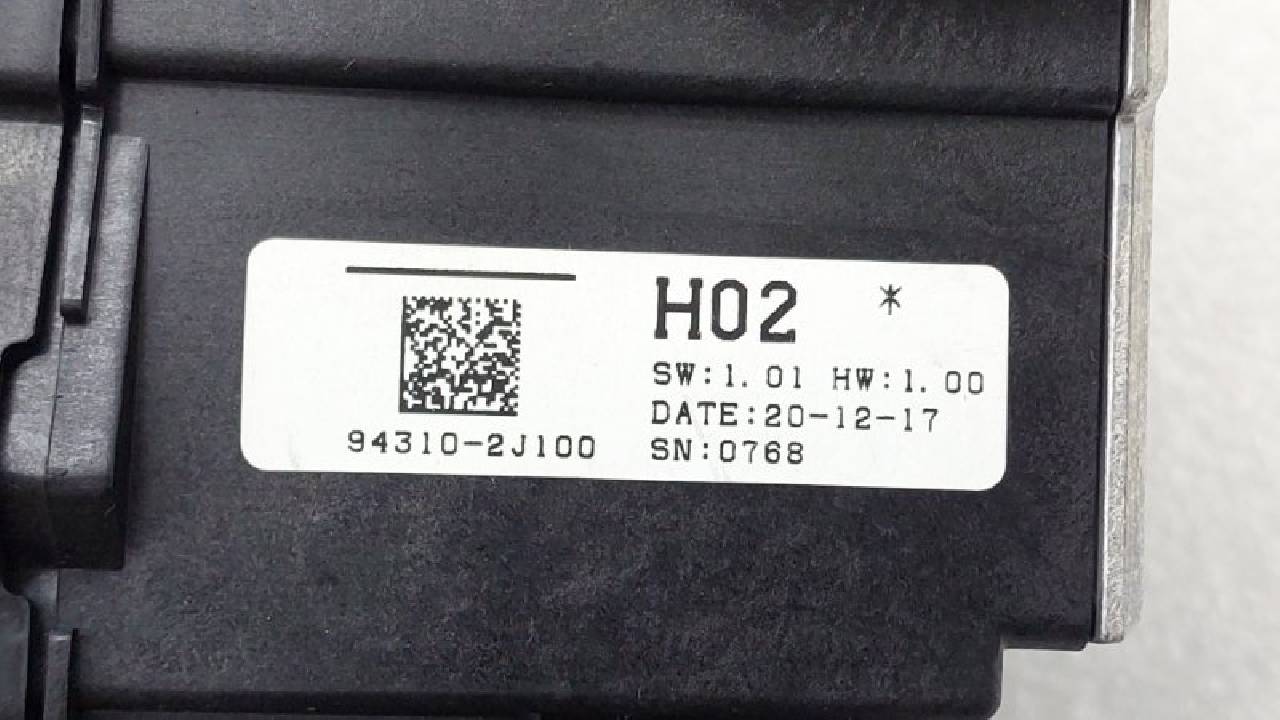 H02 *
SW:1.01 HW:1.00
DATE:20-12-17
SN:0768
94310-2J100